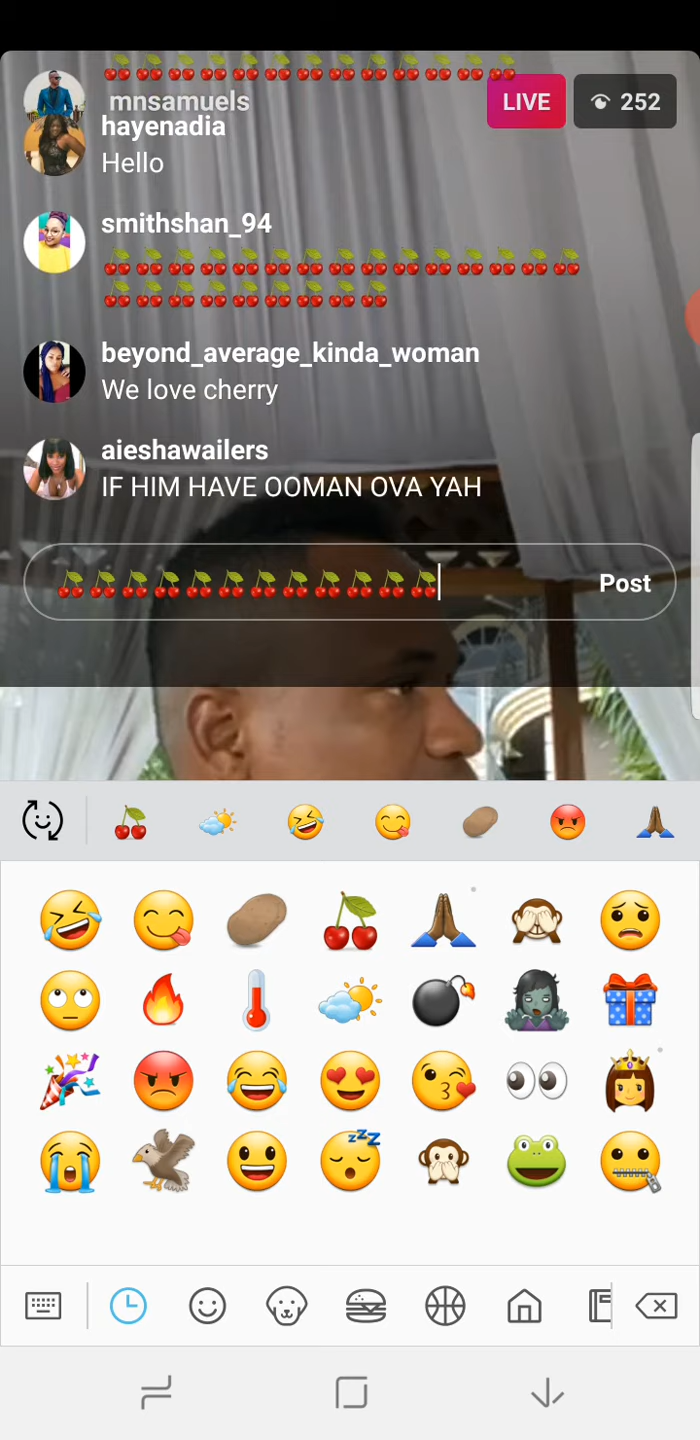 mnsamuels
LIVE
252
hayenadia
Hello
smithshan_94
🍒🍒🍒🍒🍒🍒🍒🍒🍒🍒🍒🍒🍒🍒🍒
🍒🍒🍒🍒🍒🍒🍒🍒🍒
beyond_average_kinda_woman
We love cherry
aieshawailers
IF HIM HAVE OOMAN OVA YAH
🍒🍒🍒🍒🍒🍒🍒🍒🍒🍒🍒🍒
Post